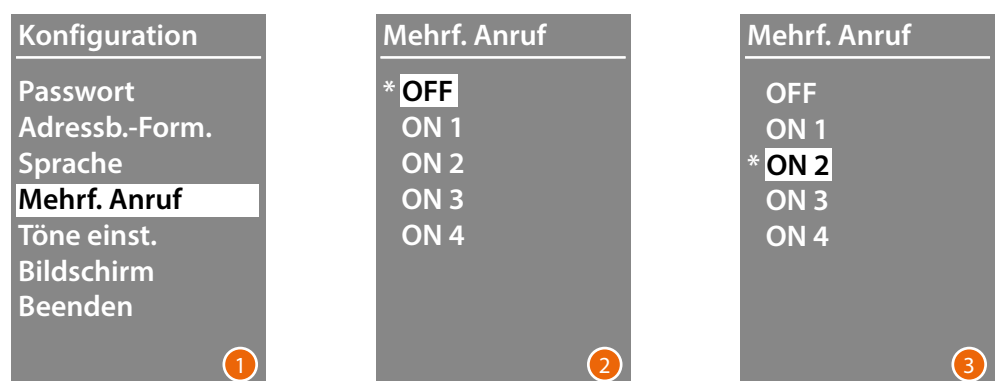 Konfiguration
Passwort
Adressb.-Form.
Sprache
Mehrf. Anruf
Töne einst.
Bildschirm
Beenden
1
Mehrf. Anruf
* OFF
ON 1
ON 2
ON 3
ON 4
2
Mehrf. Anruf
OFF
ON 1
* ON 2
ON 3
ON 4
3